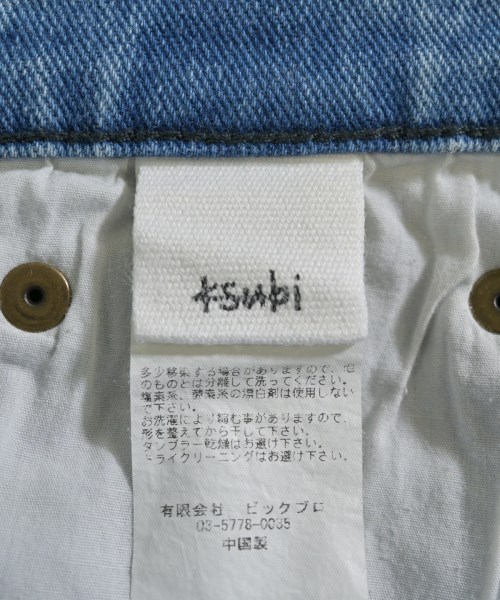 tsubi
多少移染する場合がありますので、他
のものとは分離して洗ってください。
塩素系、酵素系の漂白剤は使用しない
で下さい。
お洗濯により縮む事がありますので、
形を整えてから干して下さい。
タンブラー乾燥はお避け下さい。
ドライクリーニングはお避け下さい。
有限会社 ビックブロ
03-5778-0035
中国製